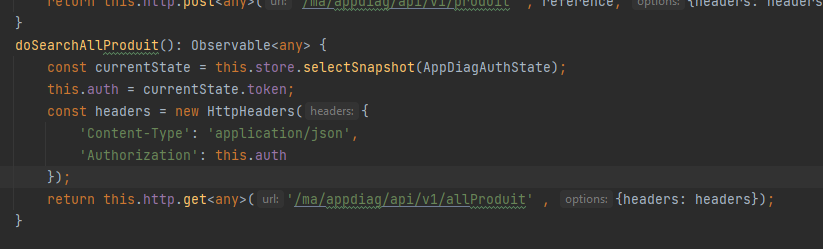 return this.http.post<any>( url: '/ma/appdiag/api/v1/produit' , reference, options: {headers: headers
}
doSearchAllProduit(): Observable<any> {
const currentState = this.store.selectSnapshot(AppDiagAuthState);
this.auth = currentState.token;
const headers = new HttpHeaders( headers: {
'Content-Type': 'application/json',
'Authorization': this.auth
});
return this.http.get<any>( url: '/ma/appdiag/api/v1/allProduit' , options: {headers: headers});
}